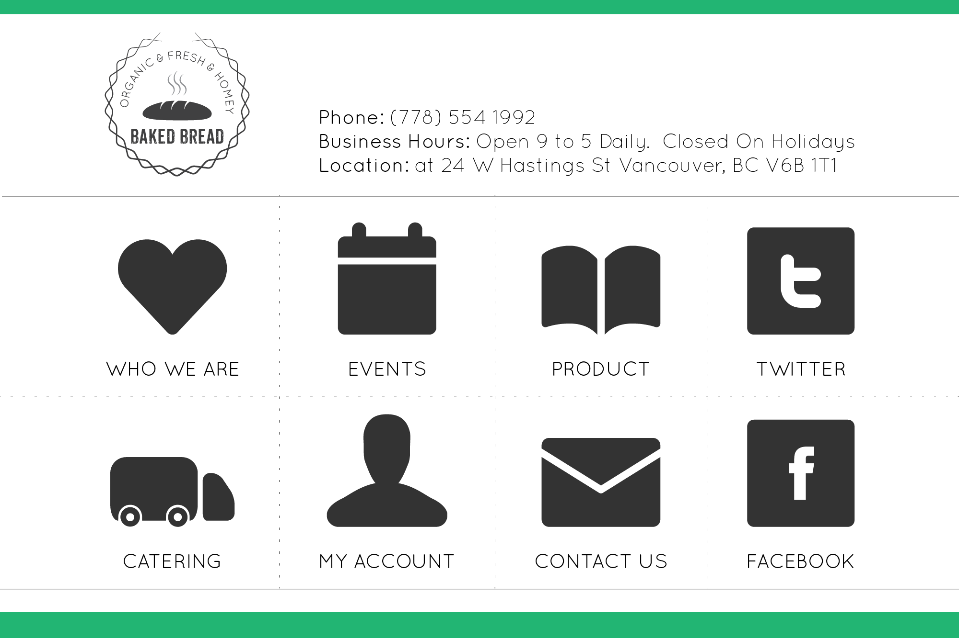 ORGANIC & FRESH & HOMEY
BAKED BREAD
Phone: (778) 554 1992
Business Hours: Open 9 to 5 Daily. Closed On Holidays
Location: at 24 W Hastings St Vancouver, BC V6B 1T1
WHO WE ARE
EVENTS
PRODUCT
t
TWITTER
CATERING
MY ACCOUNT
CONTACT US
f
FACEBOOK